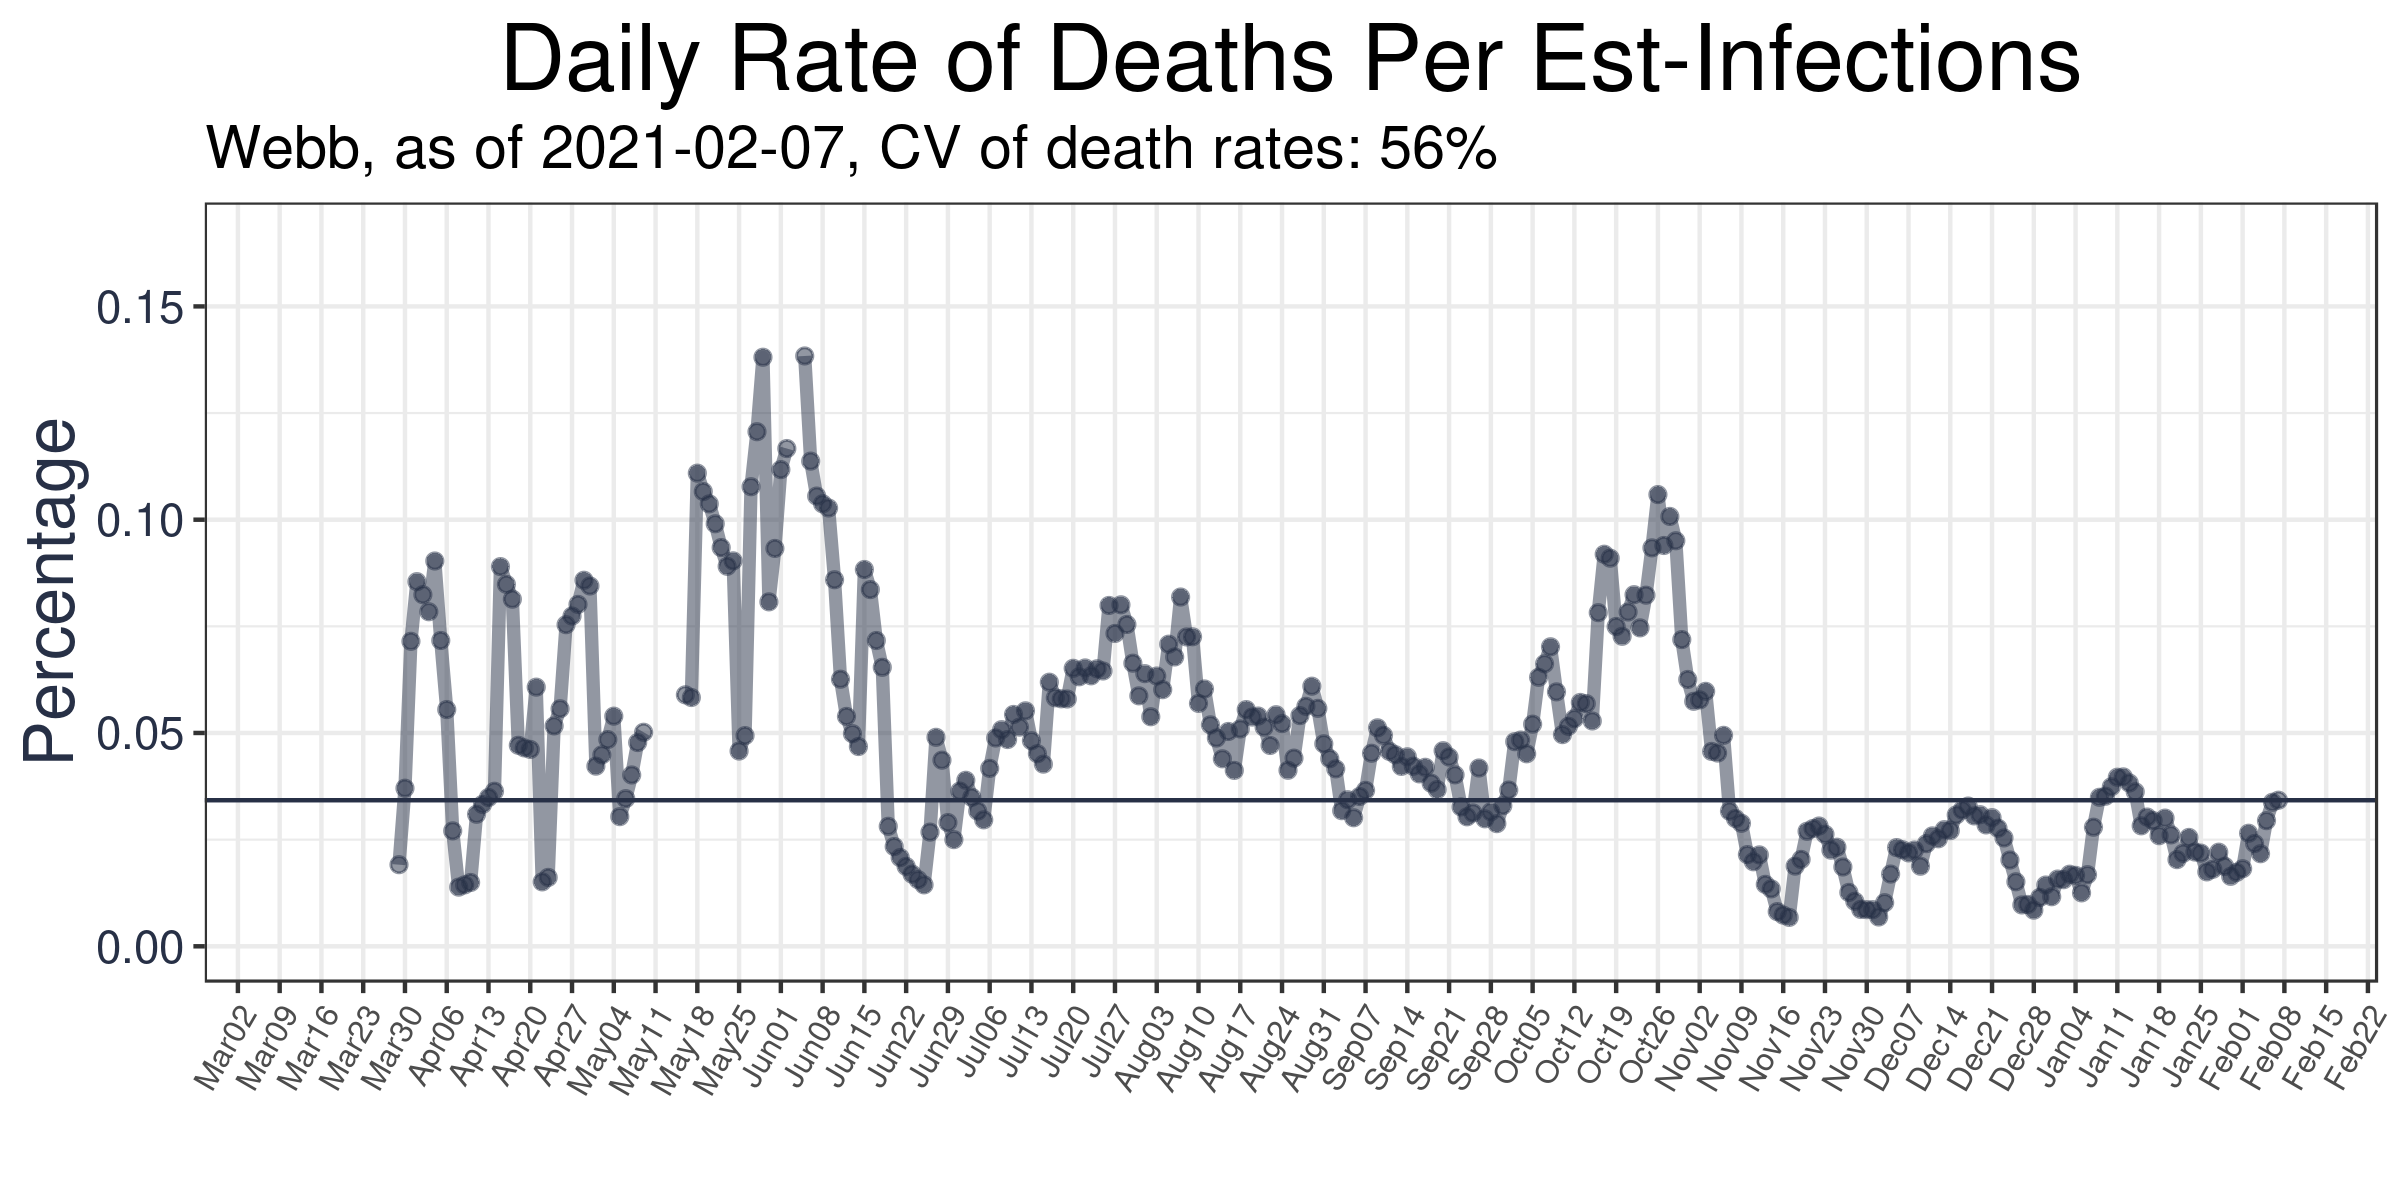 Daily Rate of Deaths Per Est-Infections
Webb, as of 2021-02-07, CV of death rates: 56%
Percentage
0.15
0.10
0.05
0.00
Mar02
Mar09
Mar16
Mar23
Mar30
Apr06
Apr13
Apr20
Apr27
May04
May11
May18
May25
Jun01
Jun08
Jun15
Jun22
Jun29
Jul06
Jul13
Jul20
Jul27
Aug03
Aug10
Aug17
Aug24
Aug31
Sep07
Sep14
Sep21
Sep28
Oct05
Oct12
Oct19
Oct26
Nov02
Nov09
Nov16
Nov23
Nov30
Dec07
Dec14
Dec21
Dec28
Jan04
Jan11
Jan18
Jan25
Feb01
Feb08
Feb15
Feb22